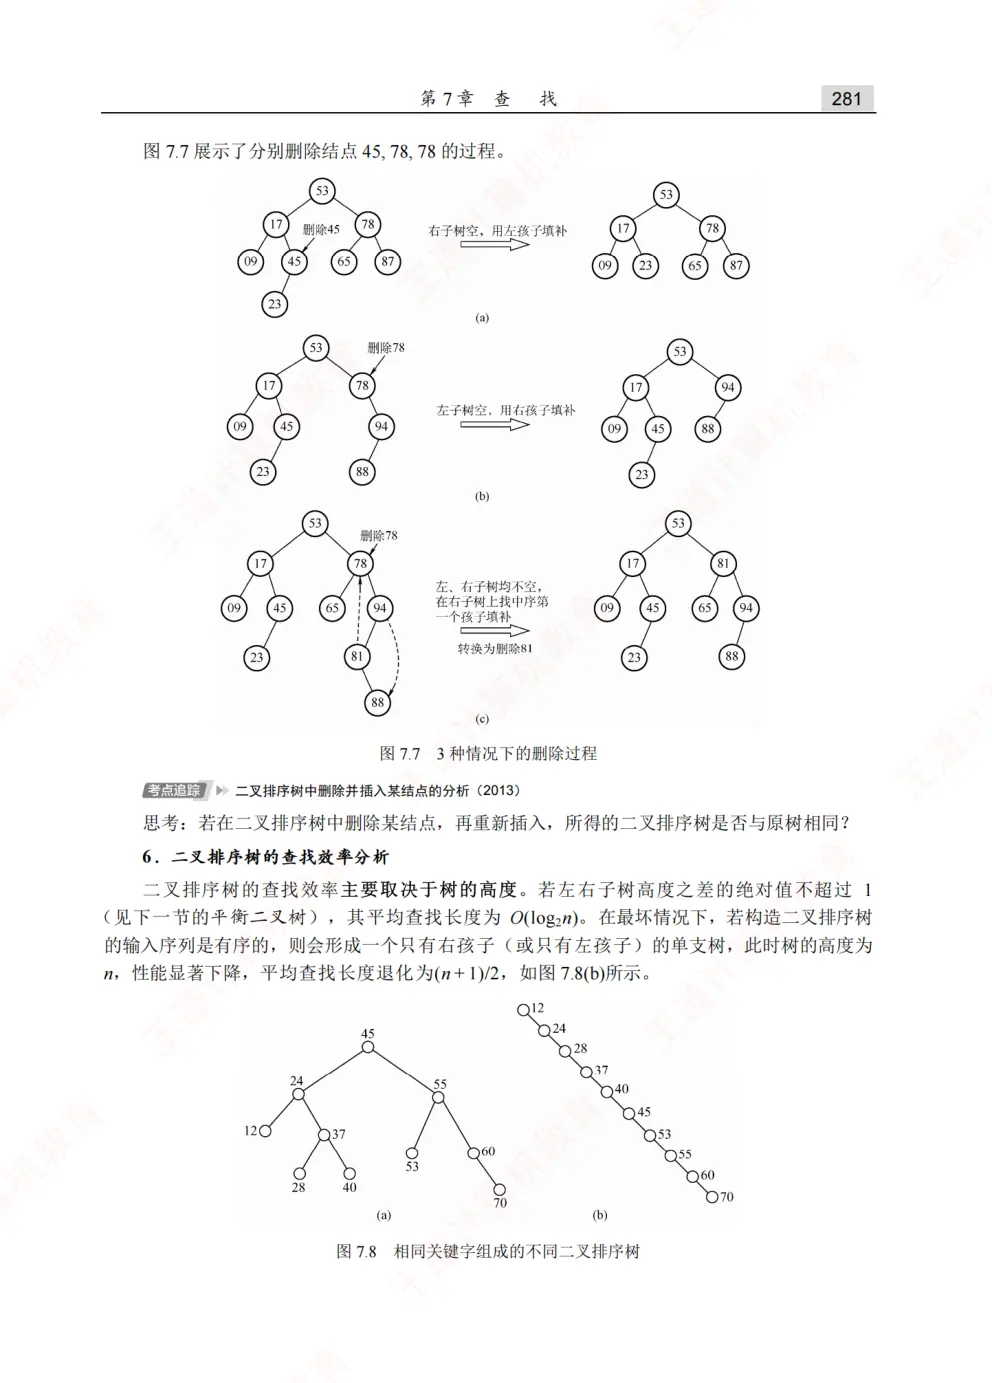 第 7 章 查 找
281
图 7.7 展示了分别删除结点 45, 78, 78 的过程。
53
17
删除45
78
09
45
65
87
23
右子树空，用左孩子填补
53
17
78
09
23
65
87
(a)
53
删除78
17
78
09
45
94
23
88
左子树空，用右孩子填补
53
17
94
09
45
88
23
(b)
53
删除78
17
78
09
45
65
94
23
81
88
左、右子树均不空，
在右子树上找中序第
一个孩子填补
转换为删除81
53
17
81
09
45
65
94
23
88
(c)
图 7.7 3 种情况下的删除过程
考点追踪 二叉排序树中删除并插入某结点的分析（2013）
思考：若在二叉排序树中删除某结点，再重新插入，所得的二叉排序树是否与原树相同？
6．二叉排序树的查找效率分析
二叉排序树的查找效率主要取决于树的高度。若左右子树高度之差的绝对值不超过 1
（见下一节的平衡二叉树），其平均查找长度为 O(log₂n)。在最坏情况下，若构造二叉排序树
的输入序列是有序的，则会形成一个只有右孩子（或只有左孩子）的单支树，此时树的高度为
n，性能显著下降，平均查找长度退化为(n + 1)/2，如图 7.8(b)所示。
45
24
55
12
37
53
60
28
40
70
(a)
12
24
28
37
40
45
53
55
60
70
(b)
图 7.8 相同关键字组成的不同二叉排序树
王道计算机教育